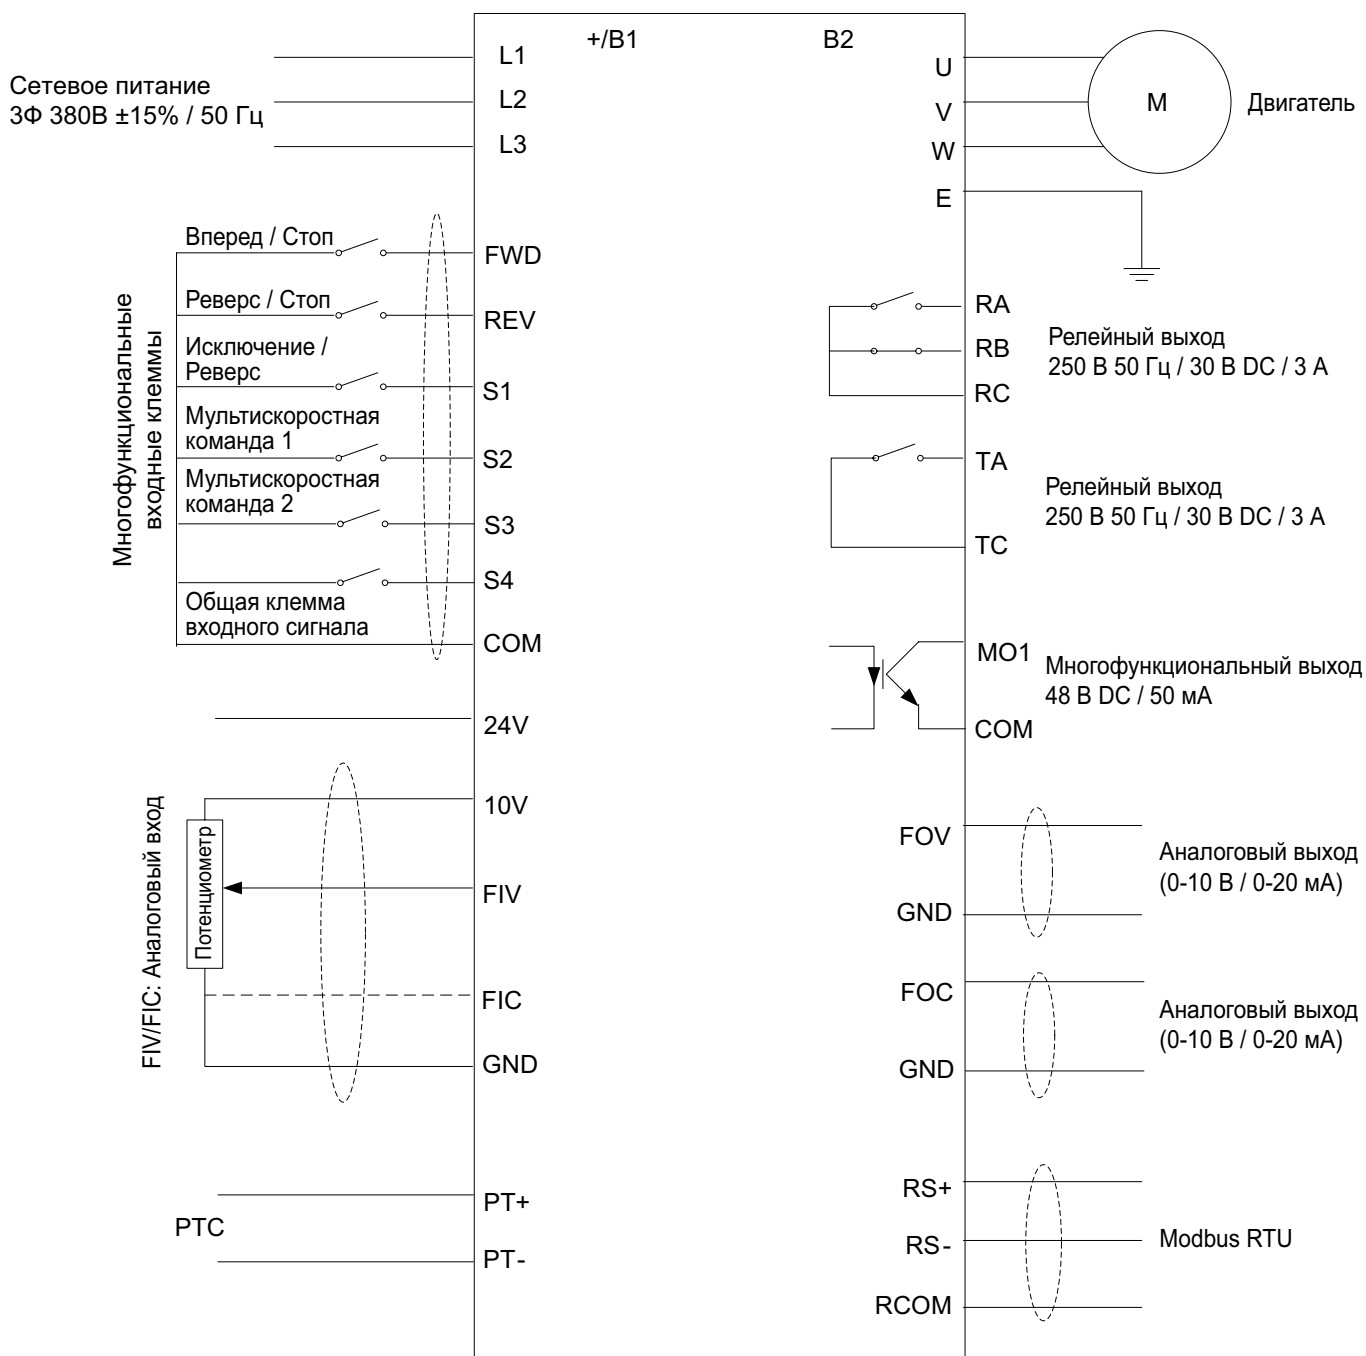 +/B1
B2
Сетевое питание
3Ф 380В ±15% / 50 Гц
L1
L2
L3
U
V
W
E
M
Двигатель
Многофункциональные
входные клеммы
Вперед / Стоп
FWD
Реверс / Стоп
REV
Исключение /
Реверс
S1
Мультискоростная
команда 1
S2
Мультискоростная
команда 2
S3
S4
Общая клемма
входного сигнала
COM
24V
FIV/FIC: Аналоговый вход
Потенциометр
10V
FIV
FIC
GND
PTC
PT+
PT-
RA
RB
RC
Релейный выход
250 В 50 Гц / 30 В DC / 3 А
TA
TC
Релейный выход
250 В 50 Гц / 30 В DC / 3 А
MO1
COM
Многофункциональный выход
48 В DC / 50 мА
FOV
GND
Аналоговый выход
(0-10 В / 0-20 мА)
FOC
GND
Аналоговый выход
(0-10 В / 0-20 мА)
RS+
RS-
RCOM
Modbus RTU